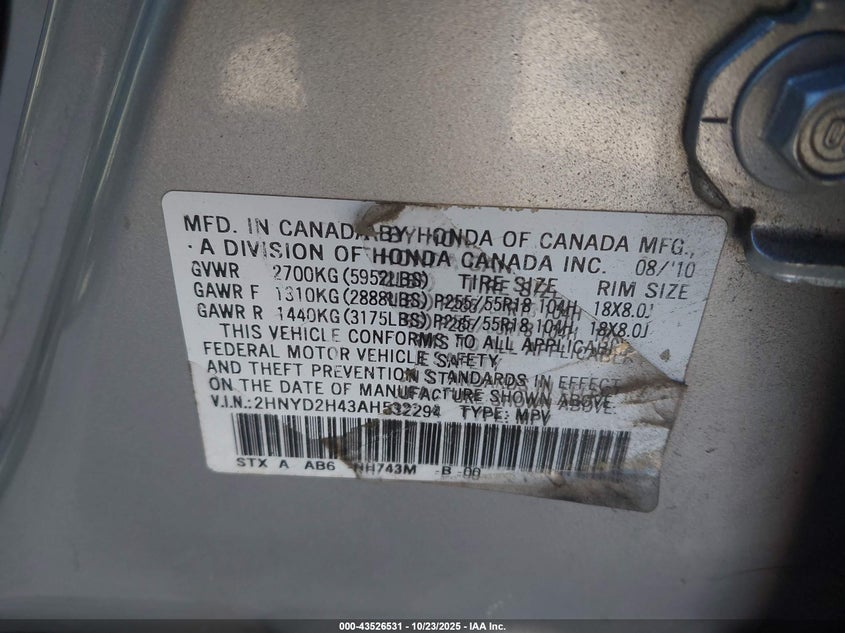 MFD. IN CANADA BY HONDA OF CANADA MFG.,
A DIVISION OF HONDA CANADA INC. 08/'10
GVWR 2700KG (5952LBS) TIRE SIZE RIM SIZE
GAWR F 1310KG (2888LBS) P255/55R18 104H 18X8.0J
GAWR R 1440KG (3175LBS) P255/55R18 104H 18X8.0J
THIS VEHICLE CONFORMS TO ALL APPLICABLE
FEDERAL MOTOR VEHICLE SAFETY
AND THEFT PREVENTION STANDARDS IN EFFECT
ON THE DATE OF MANUFACTURE SHOWN ABOVE.
V.I.N.:2HNYD2H43AH532294 TYPE: MPV
STX A AB6 NH743M -B -00
000-43526531 | 10/23/2025 - IAA Inc.